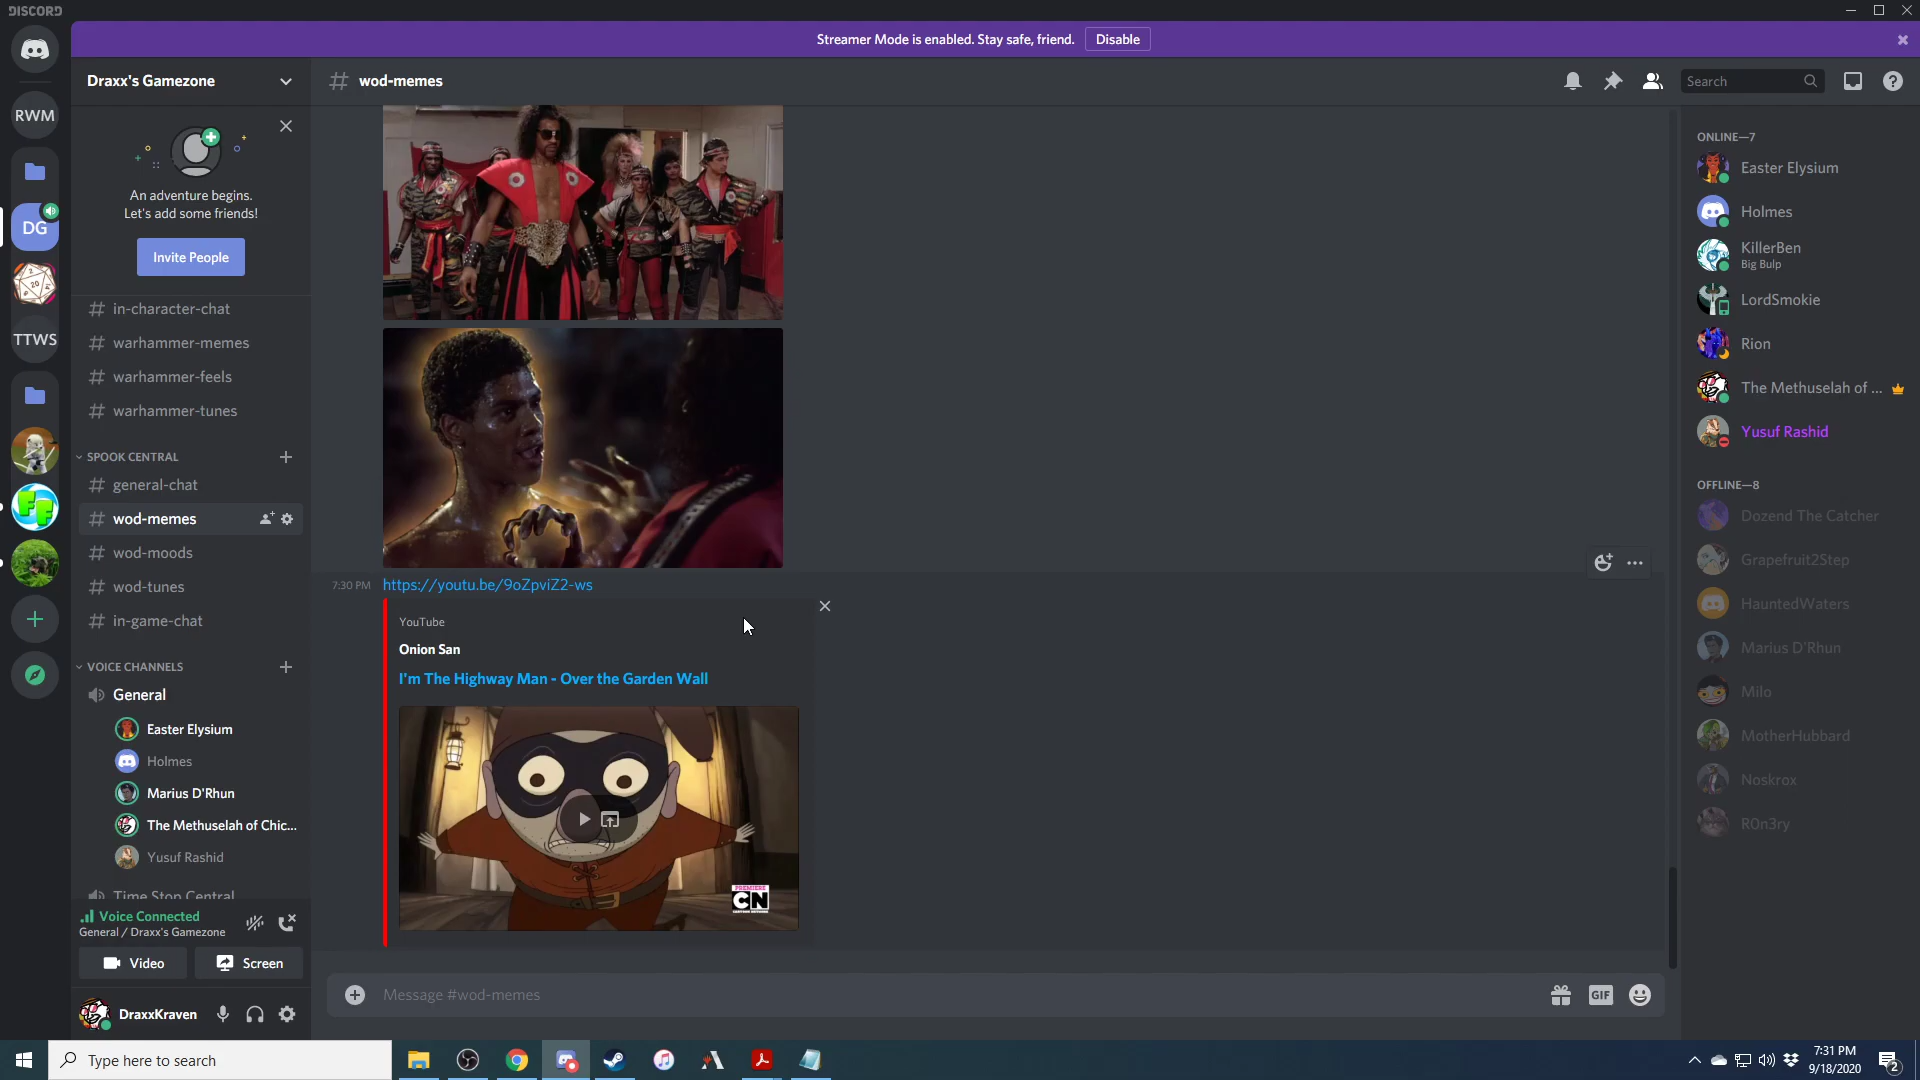 DISCORD
Streamer Mode is enabled. Stay safe, friend.
Disable
RWM
DG
20
TTWS
FF
Draxx's Gamezone
An adventure begins.
Let's add some friends!
Invite People
in-character-chat
warhammer-memes
warhammer-feels
warhammer-tunes
SPOOK CENTRAL
general-chat
# wod-memes
wod-moods
wod-tunes
in-game-chat
VOICE CHANNELS
General
Easter Elysium
Holmes
Marius D'Rhun
The Methuselah of Chic...
Yusuf Rashid
Time Stop Central
Voice Connected
General / Draxx's Gamezone
Video
Screen
DraxxKraven
# wod-memes
Search
7:30 PM https://youtu.be/9oZpviZ2-ws
YouTube
Onion San
I'm The Highway Man - Over the Garden Wall
PREMIERE
CN
CARTOON NETWORK
Message #wod-memes
GIF
ONLINE—7
Easter Elysium
Holmes
KillerBen
Big Bulp
LordSmokie
Rion
The Methuselah of ...
Yusuf Rashid
OFFLINE—8
Dozend The Catcher
Grapefruit2Step
HauntedWaters
Marius D'Rhun
Milo
MotherHubbard
Noskrox
R0n3ry
Type here to search
7:31 PM
9/18/2020
2